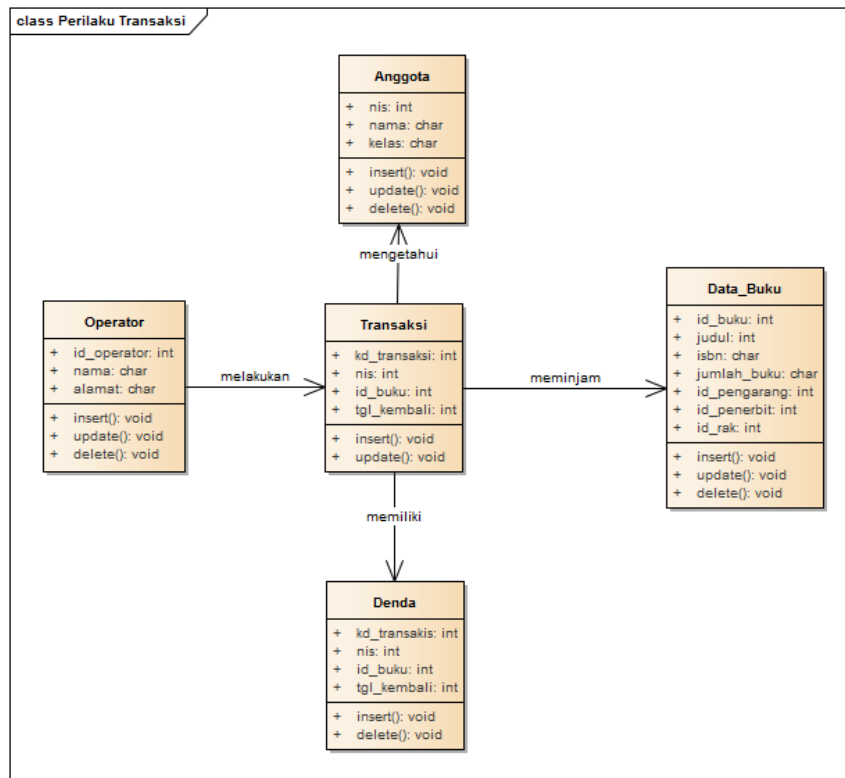 class Perilaku Transaksi
Anggota
+ nis: int
+ nama: char
+ kelas: char
+ insert(): void
+ update(): void
+ delete(): void
mengetahui
Operator
+ id_operator: int
+ nama: char
+ alamat: char
+ insert(): void
+ update(): void
+ delete(): void
melakukan
Transaksi
+ kd_transaksi: int
+ nis: int
+ id_buku: int
+ tgl_kembali: int
+ insert(): void
+ update(): void
meminjam
Data_Buku
+ id_buku: int
+ judul: int
+ isbn: char
+ jumlah_buku: char
+ id_pengarang: int
+ id_penerbit: int
+ id_rak: int
+ insert(): void
+ update(): void
+ delete(): void
memiliki
Denda
+ kd_transakis: int
+ nis: int
+ id_buku: int
+ tgl_kembali: int
+ insert(): void
+ delete(): void